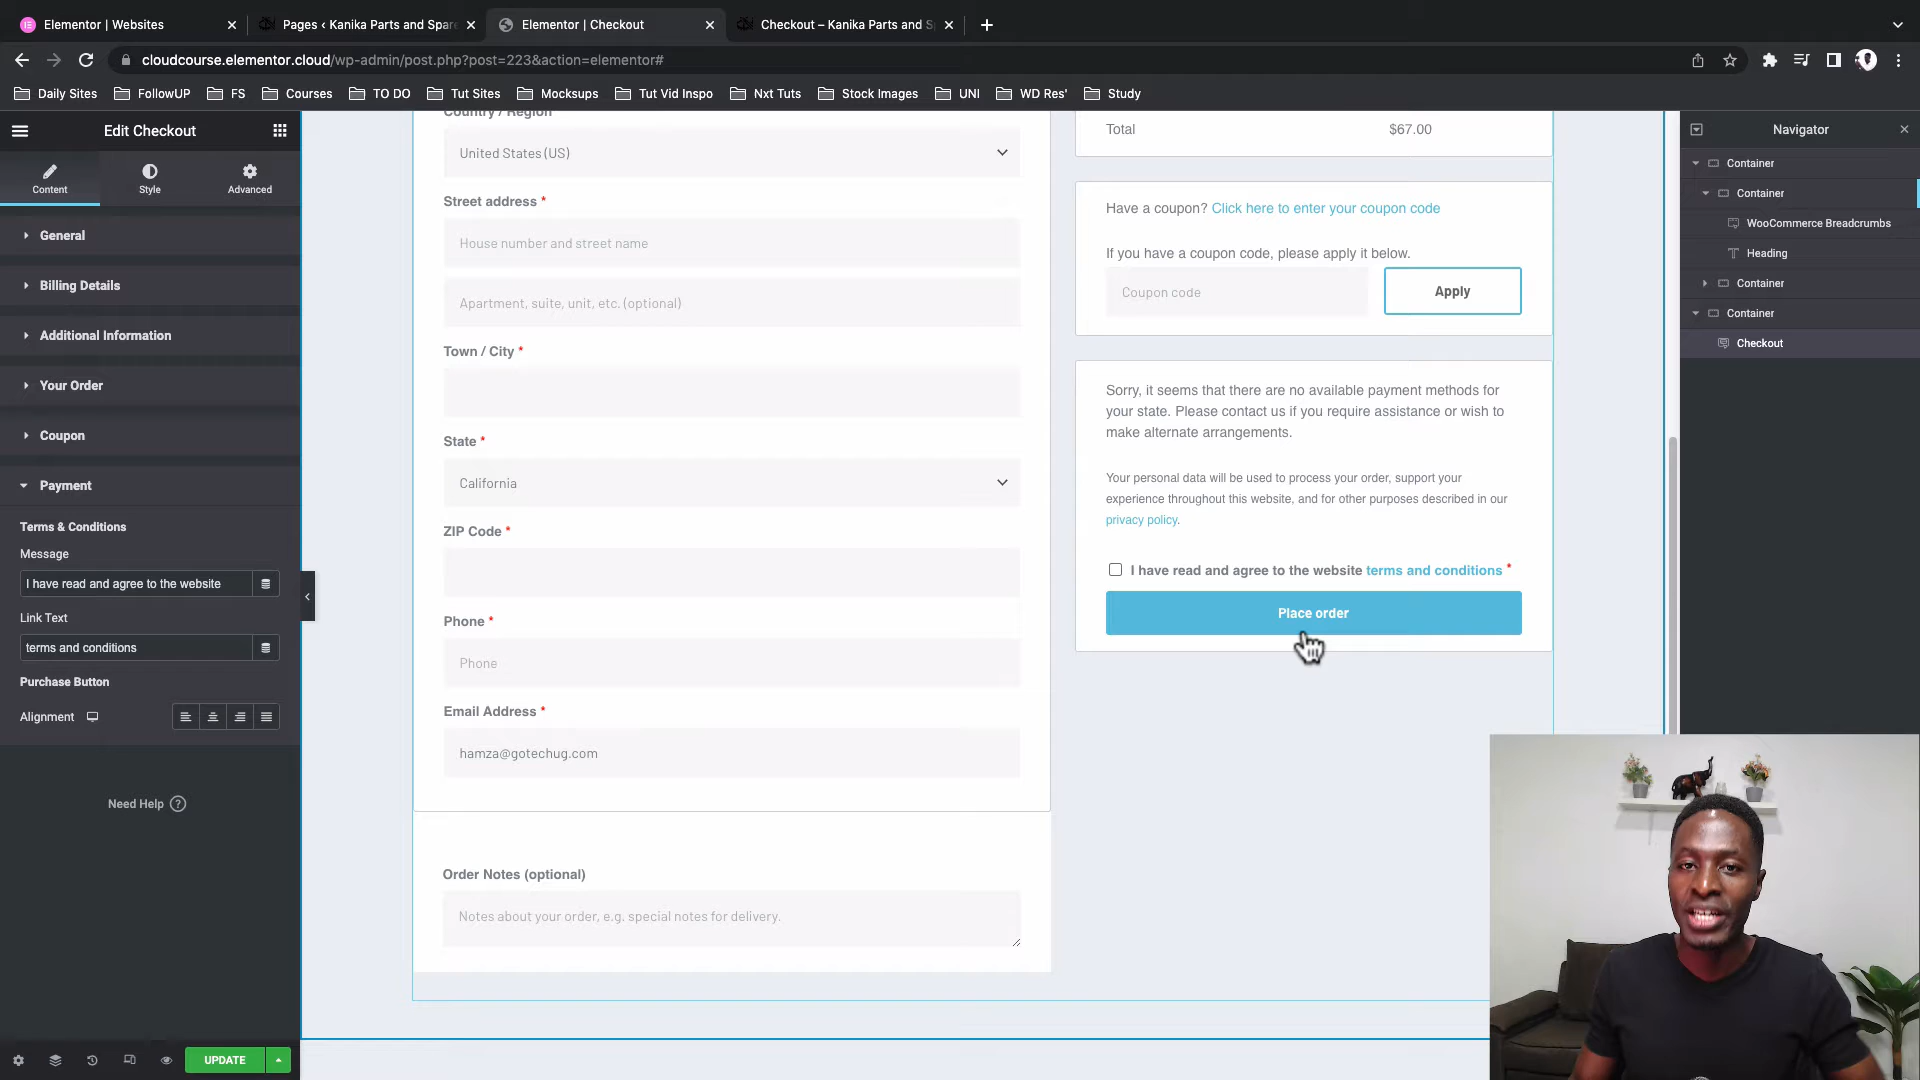 Elementor | Websites
Pages ‹ Kanika Parts and Spare
Elementor | Checkout
Checkout – Kanika Parts and S
cloudcourse.elementor.cloud/wp-admin/post.php?post=223&action=elementor#
Daily Sites
FollowUP
FS
Courses
TO DO
Tut Sites
Mocksups
Tut Vid Inspo
Nxt Tuts
Stock Images
UNI
WD Res'
Study
Edit Checkout
Content
Style
Advanced
General
Billing Details
Additional Information
Your Order
Coupon
Payment
Terms & Conditions
Message
I have read and agree to the website
Link Text
terms and conditions
Purchase Button
Alignment
Need Help
UPDATE
Country / Region
United States (US)
Street address *
House number and street name
Apartment, suite, unit, etc. (optional)
Town / City *
State *
California
ZIP Code *
Phone *
Phone
Email Address *
hamza@gotechug.com
Order Notes (optional)
Notes about your order, e.g. special notes for delivery.
Total $67.00
Have a coupon? Click here to enter your coupon code
If you have a coupon code, please apply it below.
Coupon code
Apply
Sorry, it seems that there are no available payment methods for
your state. Please contact us if you require assistance or wish to
make alternate arrangements.
Your personal data will be used to process your order, support your
experience throughout this website, and for other purposes described in our
privacy policy.
I have read and agree to the website terms and conditions *
Place order
Navigator
Container
Container
WooCommerce Breadcrumbs
Heading
Container
Container
Checkout